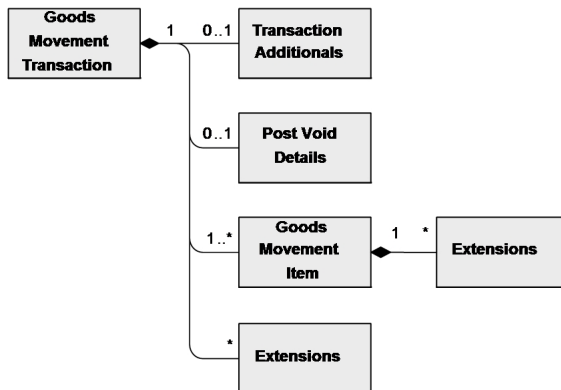 Goods
Movement
Transaction
1
0..1
Transaction
Additionals
0..1
Post Void
Details
1..*
Goods
Movement
Item
1
*
Extensions
*
Extensions